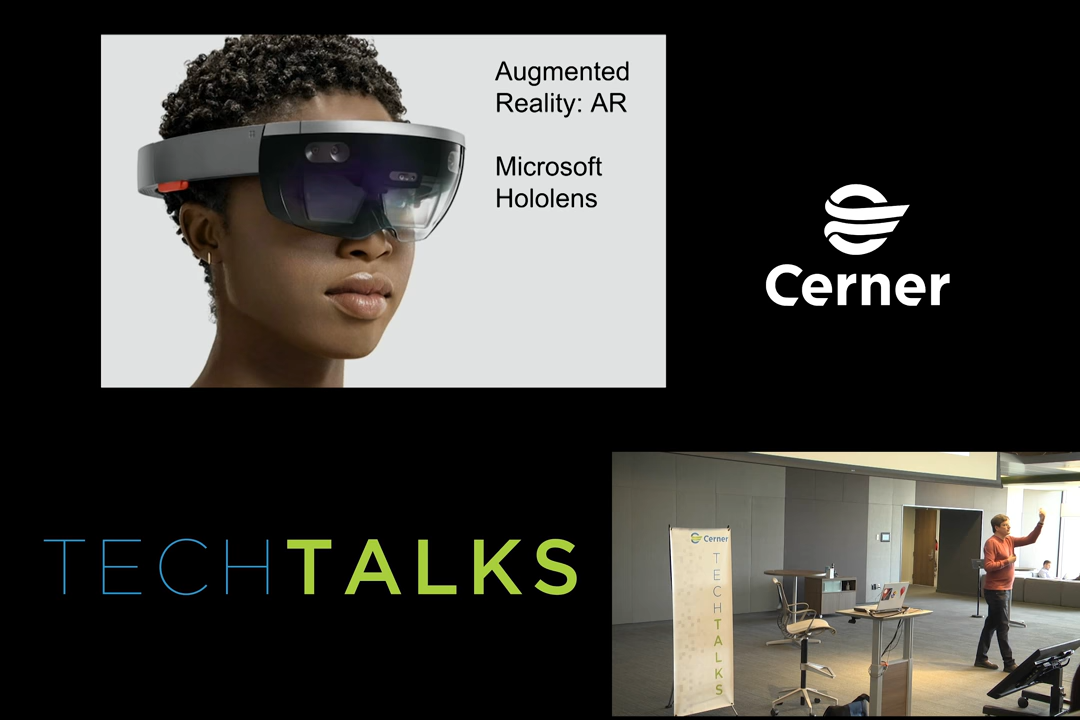 Augmented
Reality: AR
Microsoft
Hololens
Cerner
TECHTALKS
Cerner
TECHTALKS